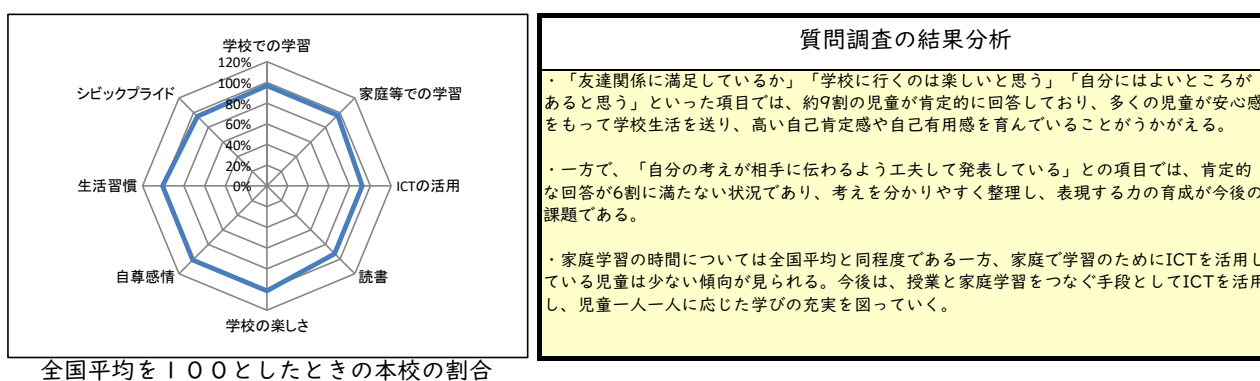 学校での学習
120%
100%
80%
60%
40%
20%
0%
シビックプライド
家庭等での学習
生活習慣
ICTの活用
自尊感情
読書
学校の楽しさ
全国平均を１００としたときの本校の割合
質問調査の結果分析
・「友達関係に満足しているか」「学校に行くのは楽しいと思う」「自分にはよいところが
あると思う」といった項目では、約9割の児童が肯定的に回答しており、多くの児童が安心感
をもって学校生活を送り、高い自己肯定感や自己有用感を育んでいることがうかがえる。
・一方で、「自分の考えが相手に伝わるよう工夫して発表している」との項目では、肯定的
な回答が6割に満たない状況であり、考えを分かりやすく整理し、表現する力の育成が今後の
課題である。
・家庭学習の時間については全国平均と同程度である一方、家庭で学習のためにICTを活用し
ている児童は少ない傾向が見られる。今後は、授業と家庭学習をつなぐ手段としてICTを活用
し、児童一人一人に応じた学びの充実を図っていく。